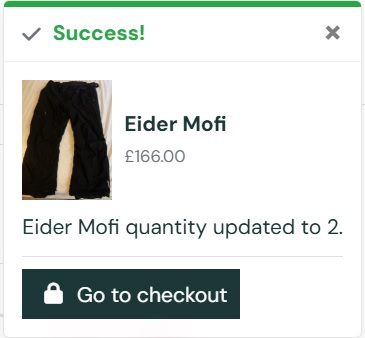 Success!
Eider Mofi
£166.00
Eider Mofi quantity updated to 2.
Go to checkout